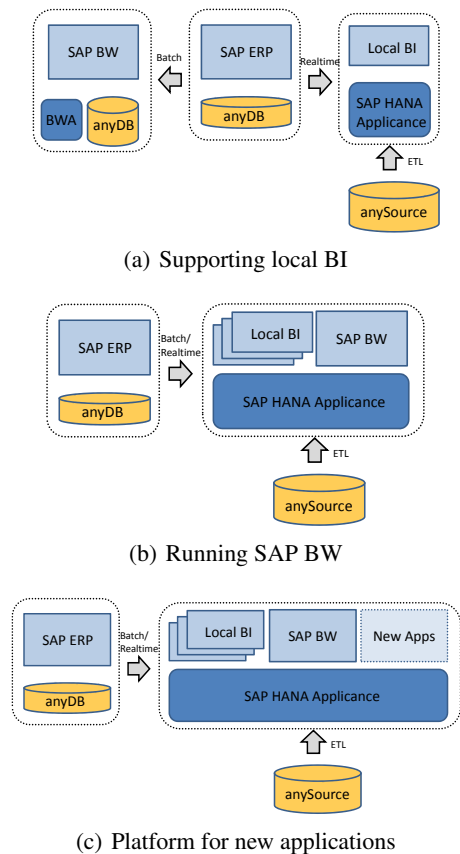 SAP BW
Batch
SAP ERP
Realtime
Local BI
BWA
anyDB
anyDB
SAP HANA
Applicance
ETL
anySource
(a) Supporting local BI
SAP ERP
Batch/
Realtime
Local BI
SAP BW
anyDB
SAP HANA Applicance
ETL
anySource
(b) Running SAP BW
SAP ERP
Batch/
Realtime
Local BI
SAP BW
New Apps
anyDB
SAP HANA Applicance
ETL
anySource
(c) Platform for new applications